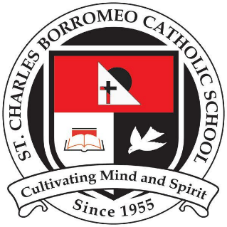 ST. CHARLES BORROMEO CATHOLIC SCHOOL
Cultivating Mind and Spirit
Since 1955